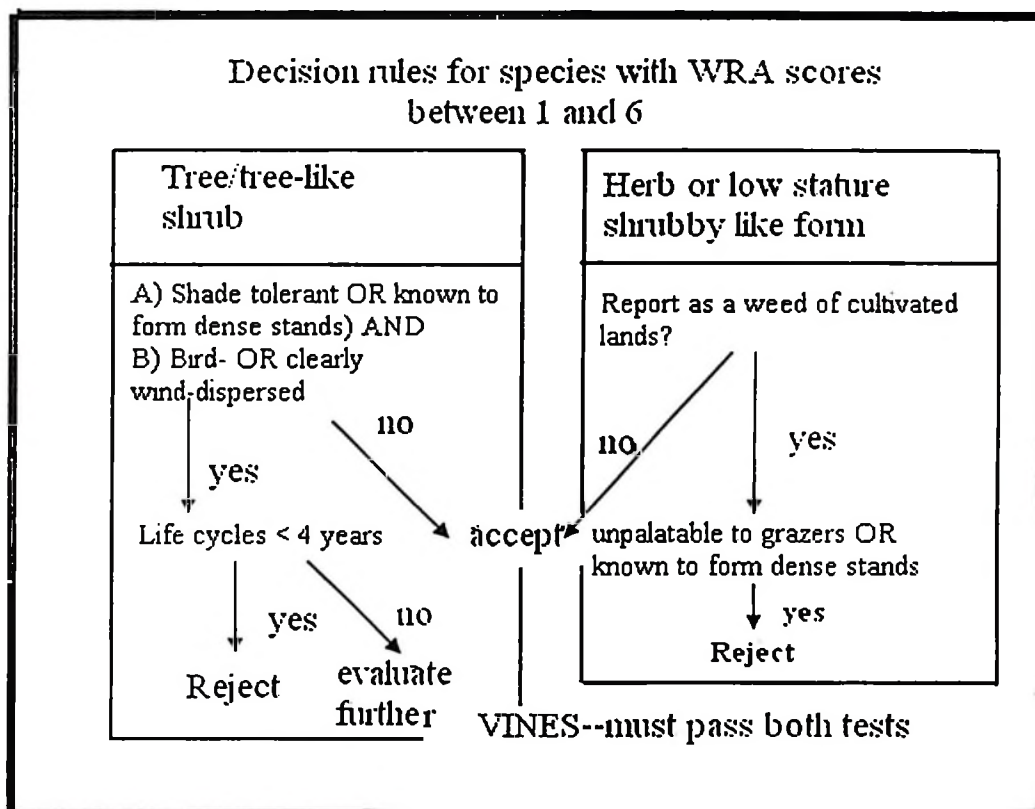 Decision rules for species with WRA scores
between 1 and 6
Tree/tree-like
shrub
A) Shade tolerant OR known to
form dense stands) AND
B) Bird- OR clearly
wind-dispersed
no
yes
Life cycles < 4 years
yes
no
Reject
evaluate
further
accept
Herb or low stature
shrubby like form
Report as a weed of cultivated
lands?
no
yes
unpalatable to grazers OR
known to form dense stands
yes
Reject
VINES--must pass both tests